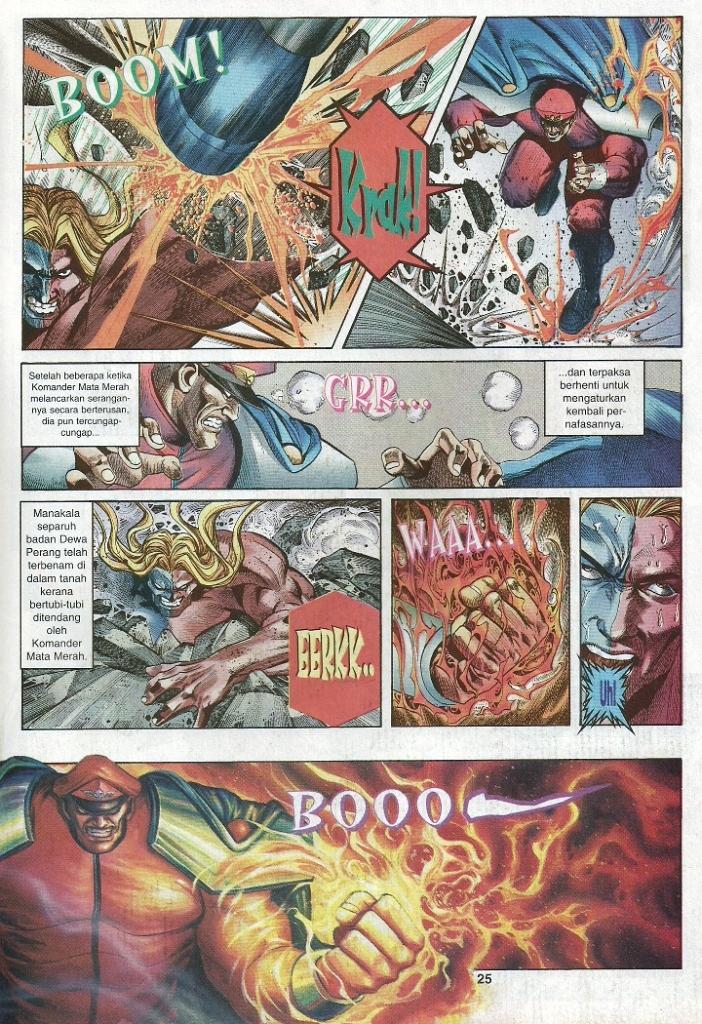 BOOM!
Krak!
Setelah beberapa ketika
Komander Mata Merah
melancarkan serangan-
nya secara berterusan,
dia pun tercungap-
cungap...
GRR...
...dan terpaksa
berhenti untuk
mengaturkan
kembali per-
nafasannya.
Manakala
separuh
badan Dewa
Perang telah
terbenam di
dalam tanah
kerana
bertubi-tubi
ditendang
oleh
Komander
Mata Merah.
EERKK..
WAAA...
Uh!
BOOO
25